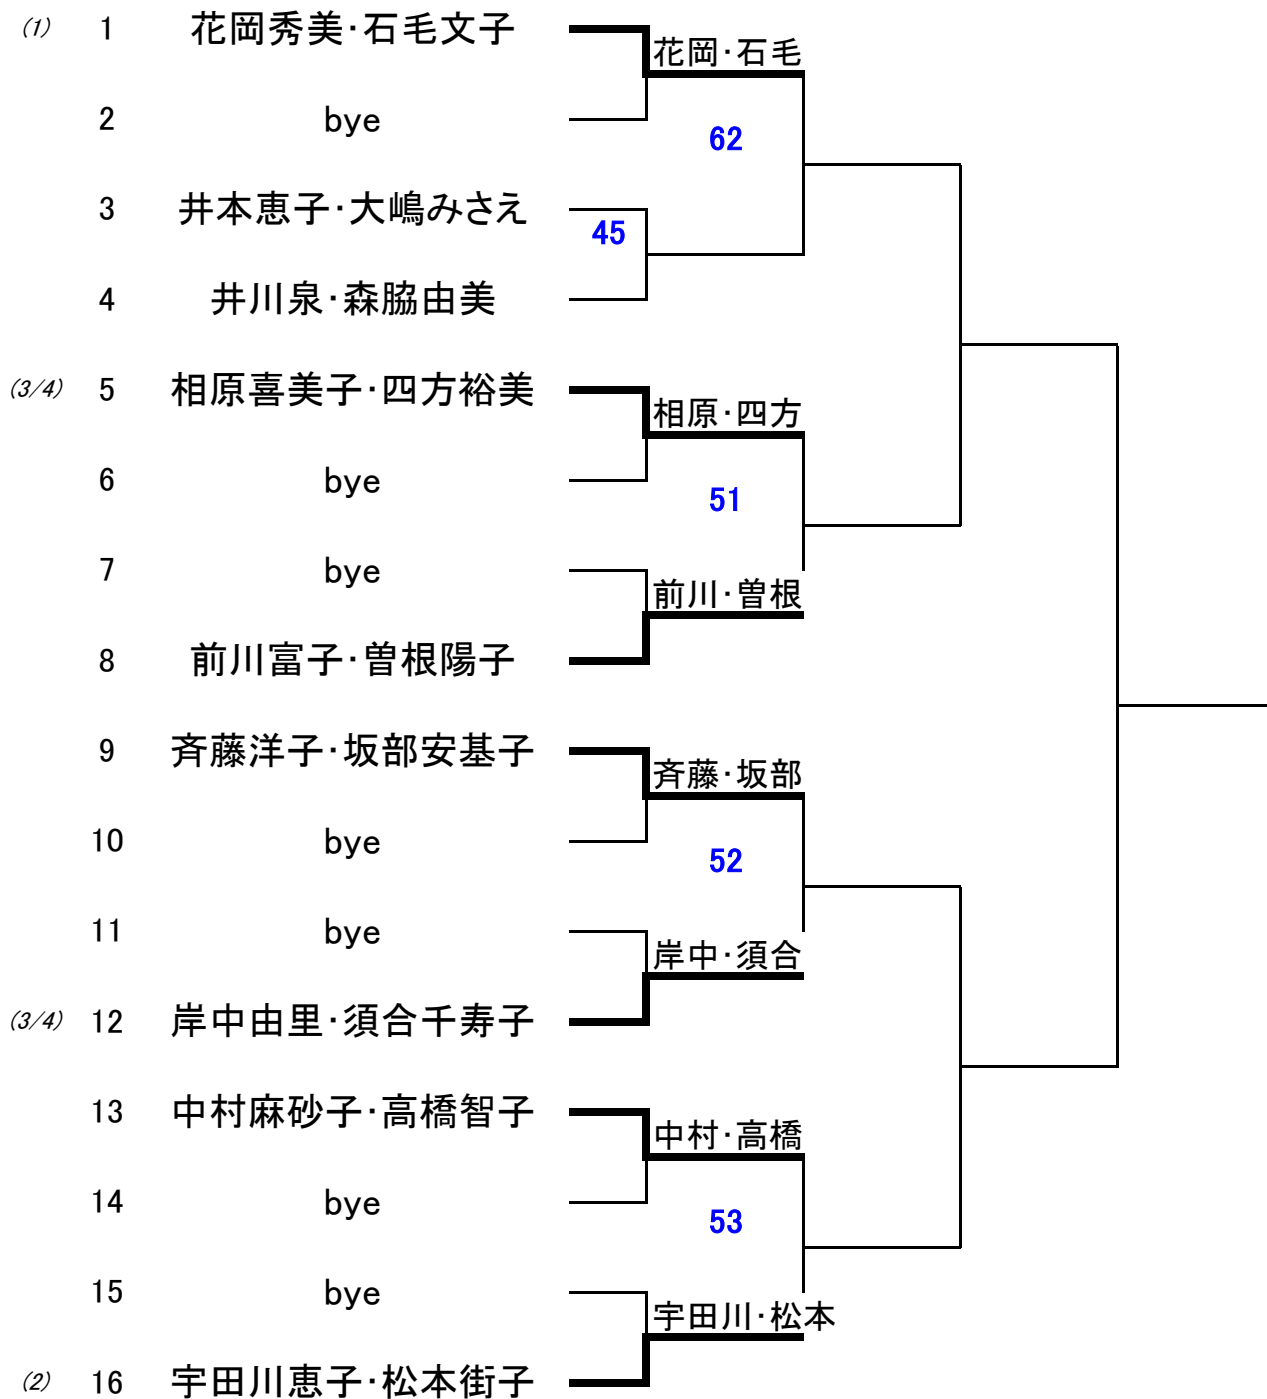 (1) 1 花岡秀美・石毛文子
花岡・石毛
2 bye
62
3 井本恵子・大嶋みさえ
45
4 井川泉・森脇由美
(3/4) 5 相原喜美子・四方裕美
相原・四方
6 bye
51
7 bye
前川・曽根
8 前川富子・曽根陽子
9 斉藤洋子・坂部安基子
斉藤・坂部
10 bye
52
11 bye
岸中・須合
(3/4) 12 岸中由里・須合千寿子
13 中村麻砂子・高橋智子
中村・高橋
14 bye
53
15 bye
宇田川・松本
(2) 16 宇田川恵子・松本街子